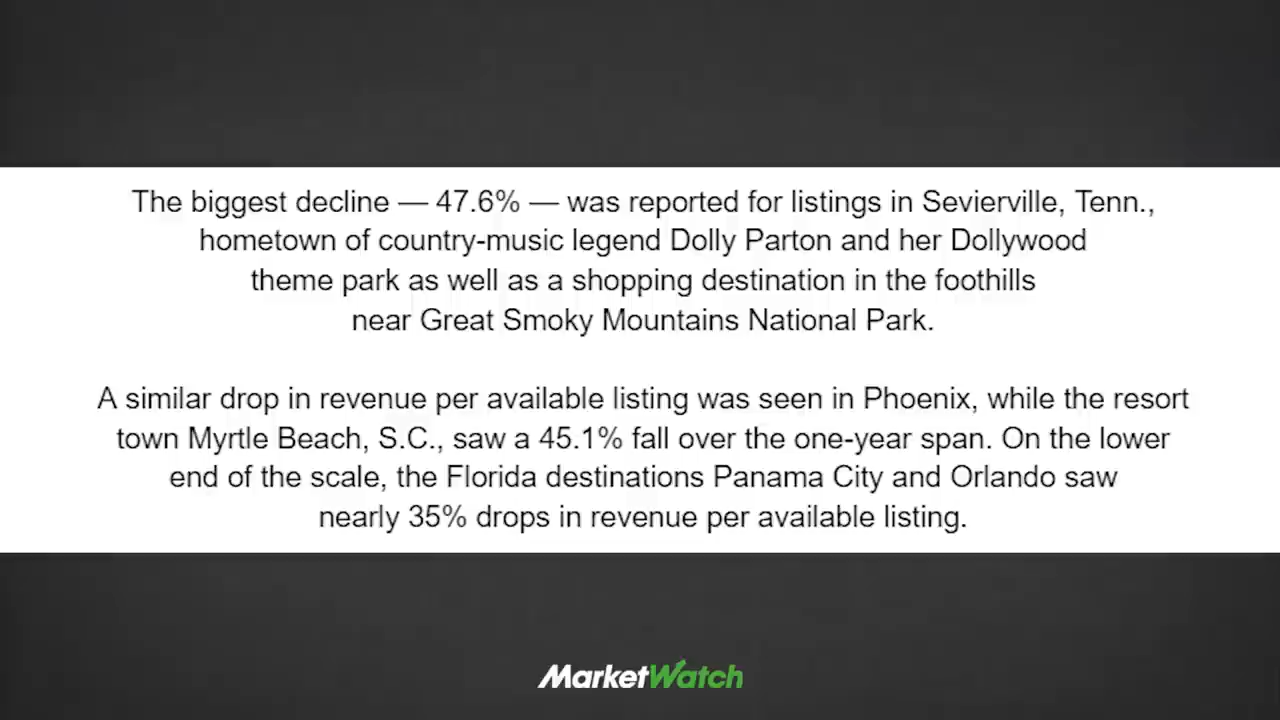 The biggest decline — 47.6% — was reported for listings in Sevierville, Tenn.,
hometown of country-music legend Dolly Parton and her Dollywood
theme park as well as a shopping destination in the foothills
near Great Smoky Mountains National Park.
A similar drop in revenue per available listing was seen in Phoenix, while the resort
town Myrtle Beach, S.C., saw a 45.1% fall over the one-year span. On the lower
end of the scale, the Florida destinations Panama City and Orlando saw
nearly 35% drops in revenue per available listing.
MarketWatch